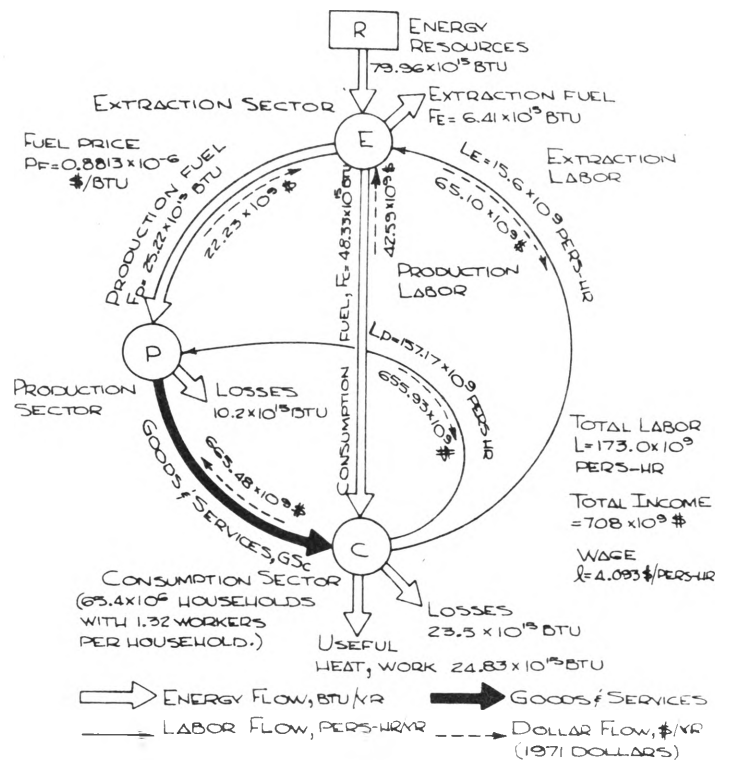 R
ENERGY
RESOURCES
79.96×10¹⁵ BTU
EXTRACTION SECTOR
EXTRACTION FUEL
FE= 6.41×10¹⁵ BTU
FUEL PRICE
PF=0.8813×10⁻⁶
$/BTU
E
LE=15.6×10⁹ PERS-HR
65.10×10⁹ $
EXTRACTION
LABOR
PRODUCTION FUEL
FP= 25.22×10¹⁵ BTU
22.23×10⁹ $
CONSUMPTION FUEL, FC= 48.33×10¹⁵ BTU
42.59×10⁹ $
PRODUCTION
LABOR
LP=157.17×10⁹ PERS-HR
655.93×10⁹ $
P
PRODUCTION
SECTOR
LOSSES
10.2×10¹⁵ BTU
GOODS & SERVICES, GSC
665.48×10⁹ $
TOTAL LABOR
L=173.0×10⁹
PERS-HR
TOTAL INCOME
=708×10⁹ $
WAGE
ℓ=4.093 $/PERS-HR
C
CONSUMPTION SECTOR
(65.4×10⁶ HOUSEHOLDS
WITH 1.32 WORKERS
PER HOUSEHOLD.)
LOSSES
23.5×10¹⁵ BTU
USEFUL
HEAT, WORK 24.83×10¹⁵ BTU
ENERGY FLOW, BTU/YR
GOODS & SERVICES
LABOR FLOW, PERS-HR/YR
DOLLAR FLOW, $/YR
(1971 DOLLARS)